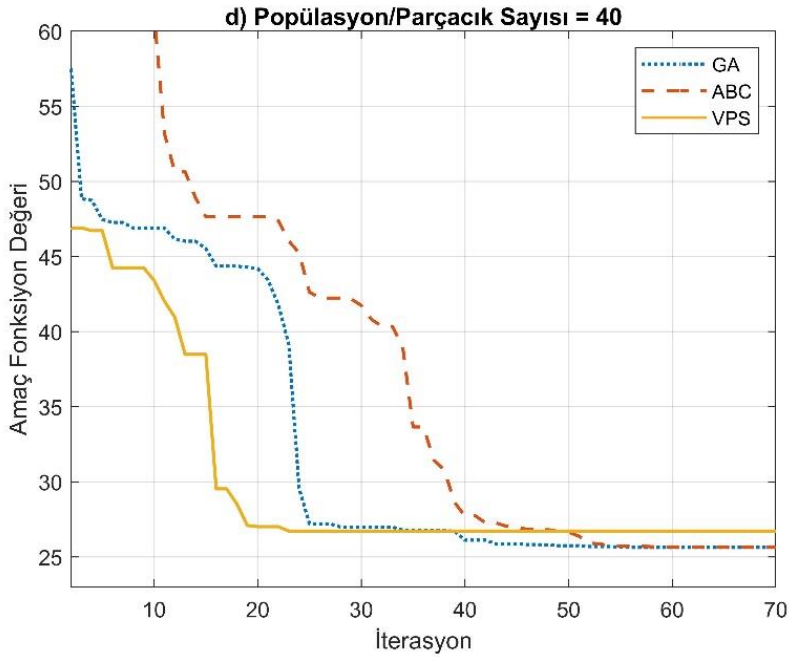 d) Popülasyon/Parçacık Sayısı = 40
60
55
50
45
40
35
30
25
Amaç Fonksiyon Değeri
GA
ABC
VPS
10 20 30 40 50 60 70
İterasyon